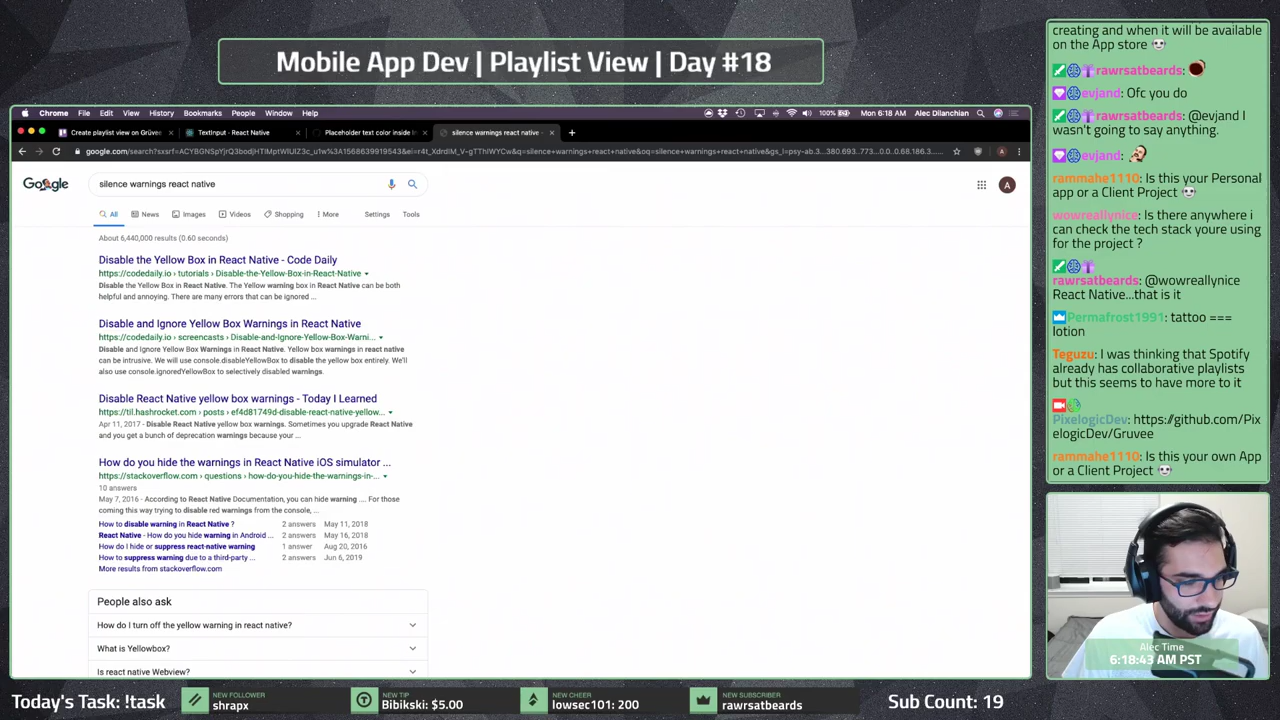 Mobile App Dev | Playlist View | Day #18
Chrome File Edit View History Bookmarks People Window Help
100%
Mon 6:18 AM Alec Dilanchian
Create playlist view on Gruvee
TextInput · React Native
Placeholder text color inside
silence warnings react native -
Google
silence warnings react native
All News Images Videos Shopping More Settings Tools
About 6,440,000 results (0.60 seconds)
Disable the Yellow Box in React Native - Code Daily
https://codedaily.io › tutorials › Disable-the-Yellow-Box-in-React-Native
Disable the Yellow Box in React Native. The Yellow warning box in React Native can be both
helpful and annoying. There are many errors that can be ignored ...
Disable and Ignore Yellow Box Warnings in React Native
https://codedaily.io › screencasts › Disable-and-Ignore-Yellow-Box-Warni...
Disable and Ignore Yellow Box Warnings in React Native. Yellow box warnings in react native
can be intrusive. We will use console.disableYellowBox to disable the yellow box entirely. We'll
also use console.ignoredYellowBox to selectively disabled warnings.
Disable React Native yellow box warnings - Today I Learned
https://til.hashrocket.com › posts › ef4d81749d-disable-react-native-yellow...
Apr 11, 2017 - Disable React Native yellow box warnings. Sometimes you upgrade React Native
and you get a bunch of deprecation warnings because your ...
How do you hide the warnings in React Native iOS simulator ...
https://stackoverflow.com › questions › how-do-you-hide-the-warnings-in-...
10 answers
May 7, 2016 - According to React Native Documentation, you can hide warning .... For those
coming this way trying to disable red warnings from the console, ...
How to disable warning in React Native ? 2 answers May 11, 2018
React Native - How do you hide warning in Android ... 2 answers May 16, 2018
How do I hide or suppress react-native warning 1 answer Aug 20, 2016
How to suppress warning due to a third-party ... 2 answers Jun 6, 2019
More results from stackoverflow.com
People also ask
How do I turn off the yellow warning in react native?
What is Yellowbox?
Is react native Webview?
creating and when it will be available
on the App store
rawrsatbeards:
evjand: Ofc you do
rawrsatbeards: @evjand I
wasn't going to say anything.
evjand:
rammahe1110: Is this your Personal
app or a Client Project
wowreallynice: Is there anywhere i
can check the tech stack youre using
for the project ?
rawrsatbeards: @wowreallynice
React Native...that is it
Permafrost1991: tattoo ===
lotion
Teguzu: I was thinking that Spotify
already has collaborative playlists
but this seems to have more to it
PixelogicDev: https://github.com/Pix
elogicDev/Gruvee
rammahe1110: Is this your own App
or a Client Project
Alec Time
6:18:43 AM PST
Today's Task: !task
NEW FOLLOWER
shrapx
NEW TIP
Bibikski: $5.00
NEW CHEER
lowsec101: 200
NEW SUBSCRIBER
rawrsatbeards
Sub Count: 19